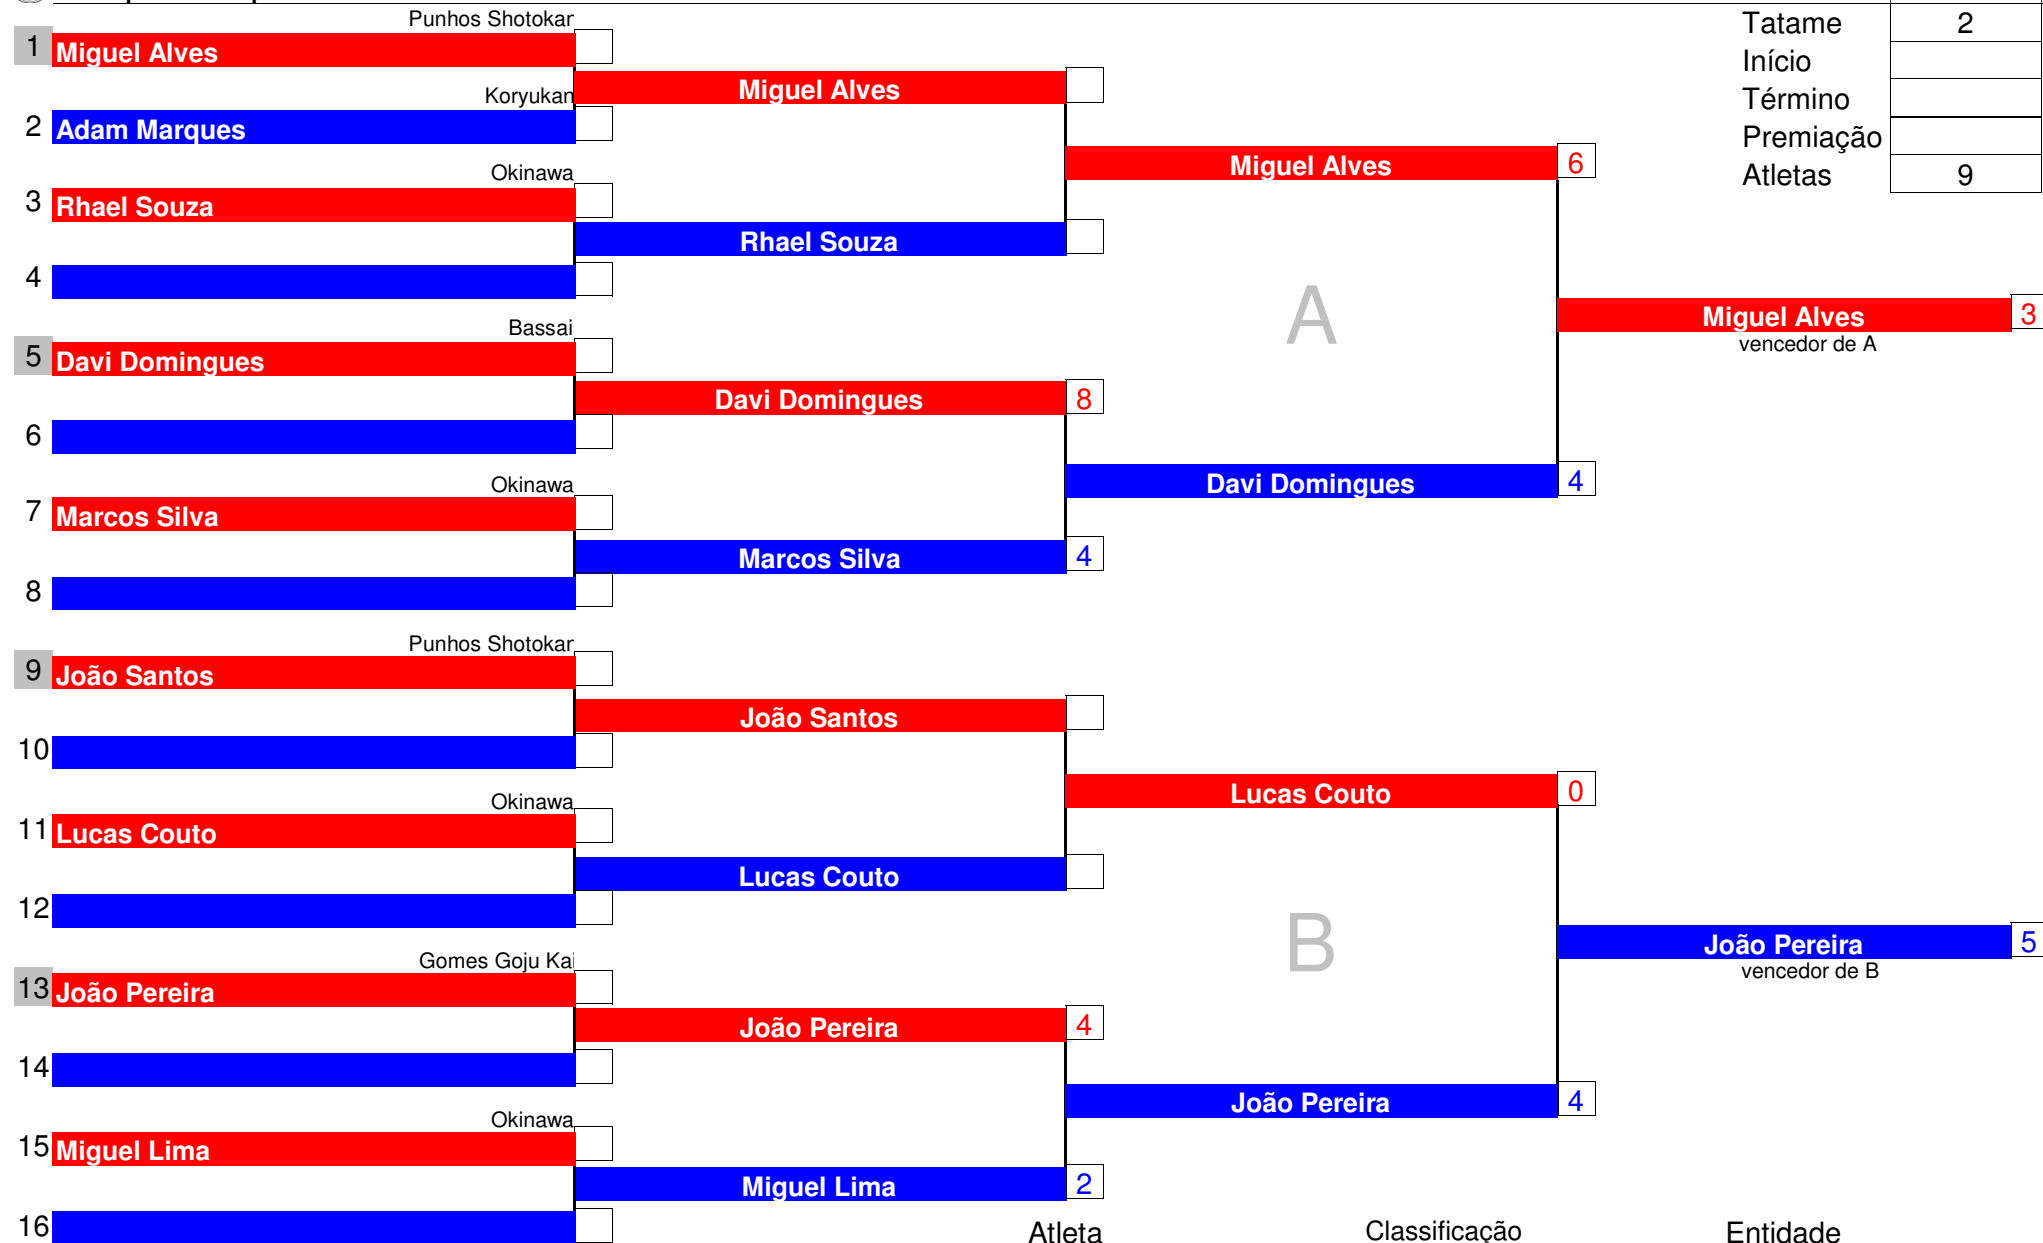 Punhos Shotokan
1 Miguel Alves
Koryukan
2 Adam Marques
Okinawa
3 Rhael Souza
4
Bassai
5 Davi Domingues
6
Okinawa
7 Marcos Silva
8
Punhos Shotokan
9 João Santos
10
Okinawa
11 Lucas Couto
12
Gomes Goju Kai
13 João Pereira
14
Okinawa
15 Miguel Lima
16
Miguel Alves
Rhael Souza
Davi Domingues 8
Marcos Silva 4
João Santos
Lucas Couto
João Pereira 4
Miguel Lima 2
Miguel Alves 6
A
Davi Domingues 4
Lucas Couto 0
B
João Pereira 4
Miguel Alves 3
vencedor de A
João Pereira 5
vencedor de B
Tatame 2
Início
Término
Premiação
Atletas 9
Atleta Classificação Entidade